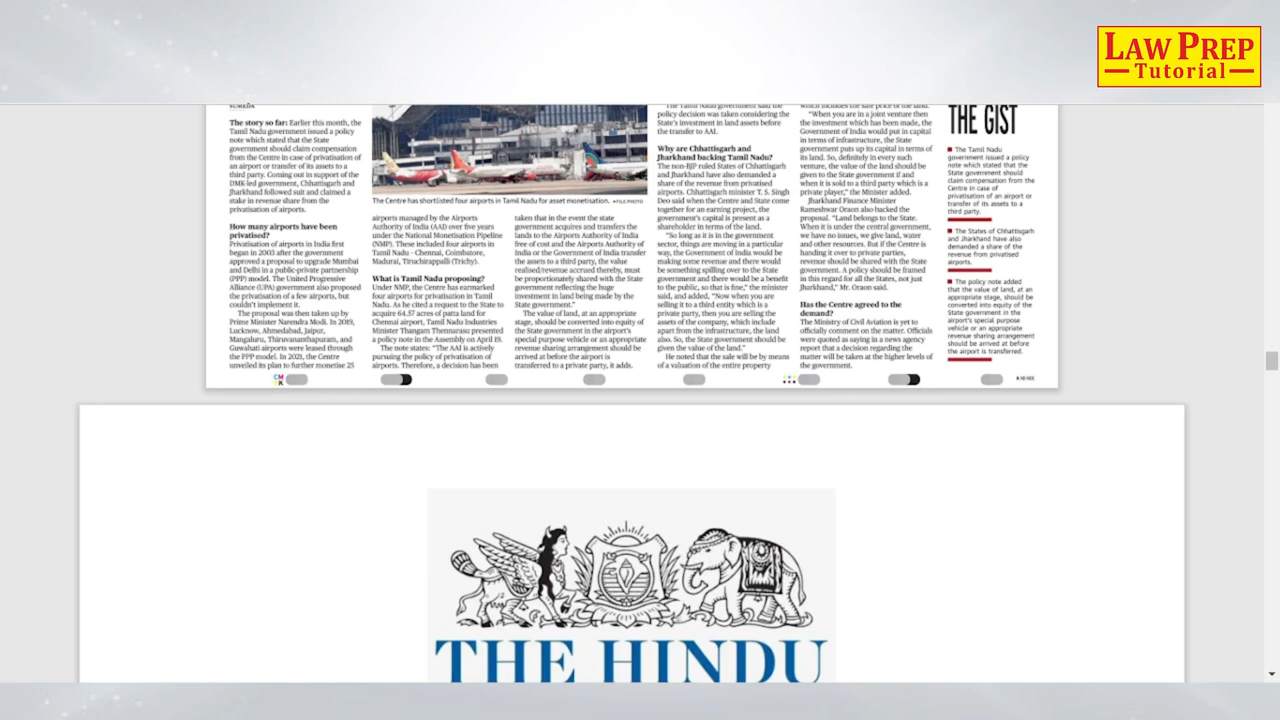 LAW PREP
Tutorial
SUMEDA
The story so far: Earlier this month, the
Tamil Nadu government issued a policy
note which stated that the State
government should claim compensation
from the Centre in case of privatisation of
an airport or transfer of its assets to a
third party. Coming out in support of the
DMK-led government, Chhattisgarh and
Jharkhand followed suit and claimed a
stake in revenue share from the
privatisation of airports.
How many airports have been
privatised?
Privatisation of airports in India first
began in 2003 after the government
approved a proposal to upgrade Mumbai
and Delhi in a public-private partnership
(PPP) model. The United Progressive
Alliance (UPA) government also proposed
the privatisation of a few airports, but
couldn't implement it.
The proposal was then taken up by
Prime Minister Narendra Modi. In 2019,
Lucknow, Ahmedabad, Jaipur,
Mangaluru, Thiruvananthapuram, and
Guwahati airports were leased through
the PPP model. In 2021, the Centre
unveiled its plan to further monetise 25
The Centre has shortlisted four airports in Tamil Nadu for asset monetisation. FILE PHOTO
airports managed by the Airports
Authority of India (AAI) over five years
under the National Monetisation Pipeline
(NMP). These included four airports in
Tamil Nadu - Chennai, Coimbatore,
Madurai, Tiruchirappalli (Trichy).
What is Tamil Nadu proposing?
Under NMP, the Centre has earmarked
four airports for privatisation in Tamil
Nadu. As he cited a request to the State to
acquire 64.57 acres of patta land for
Chennai airport, Tamil Nadu Industries
Minister Thangam Thennarasu presented
a policy note in the Assembly on April 19.
The note states: "The AAI is actively
pursuing the policy of privatisation of
airports. Therefore, a decision has been
taken that in the event the state
government acquires and transfers the
lands to the Airports Authority of India
free of cost and the Airports Authority of
India or the Government of India transfer
the assets to a third party, the value
realised/revenue accrued thereby, must
be proportionately shared with the State
government reflecting the huge
investment in land being made by the
State government."
The value of land, at an appropriate
stage, should be converted into equity of
the State government in the airport's
special purpose vehicle or an appropriate
revenue sharing arrangement should be
arrived at before the airport is
transferred to a private party, it adds.
The Tamil Nadu government said the
policy decision was taken considering the
State's investment in land assets before
the transfer to AAI.
Why are Chhattisgarh and
Jharkhand backing Tamil Nadu?
The non-BJP ruled States of Chhattisgarh
and Jharkhand have also demanded a
share of the revenue from privatised
airports. Chhattisgarh minister T. S. Singh
Deo said when the Centre and State come
together for an earning project, the
government's capital is present as a
shareholder in terms of the land.
"So long as it is in the government
sector, things are moving in a particular
way, the Government of India would be
making some revenue and there would
be something spilling over to the State
government and there would be a benefit
to the public, so that is fine," the minister
said, and added, "Now when you are
selling it to a third entity which is a
private party, then you are selling the
assets of the company, which include
apart from the infrastructure, the land
also. So, the State government should be
given the value of the land."
He noted that the sale will be by means
of a valuation of the entire property
which includes the sale price of the land.
"When you are in a joint venture then
the investment which has been made, the
Government of India would put in capital
in terms of infrastructure, the State
government puts up its capital in terms of
its land. So, definitely in every such
venture, the value of the land should be
given to the State government if and
when it is sold to a third party which is a
private player," the Minister added.
Jharkhand Finance Minister
Rameshwar Oraon also backed the
proposal. "Land belongs to the State.
When it is under the central government,
we have no issues, we give land, water
and other resources. But if the Centre is
handing it over to private parties,
revenue should be shared with the State
government. A policy should be framed
in this regard for all the States, not just
Jharkhand," Mr. Oraon said.
Has the Centre agreed to the
demand?
The Ministry of Civil Aviation is yet to
officially comment on the matter. Officials
were quoted as saying in a news agency
report that a decision regarding the
matter will be taken at the higher levels of
the government.
THE GIST
The Tamil Nadu
government issued a policy
note which stated that the
State government should
claim compensation from the
Centre in case of
privatisation of an airport or
transfer of its assets to a
third party.
The States of Chhattisgarh
and Jharkhand have also
demanded a share of the
revenue from privatised
airports.
The policy note added
that the value of land, at an
appropriate stage, should be
converted into equity of the
State government in the
airport's special purpose
vehicle or an appropriate
revenue sharing arrangement
should be arrived at before
the airport is transferred.
CM
YK
THE HINDU